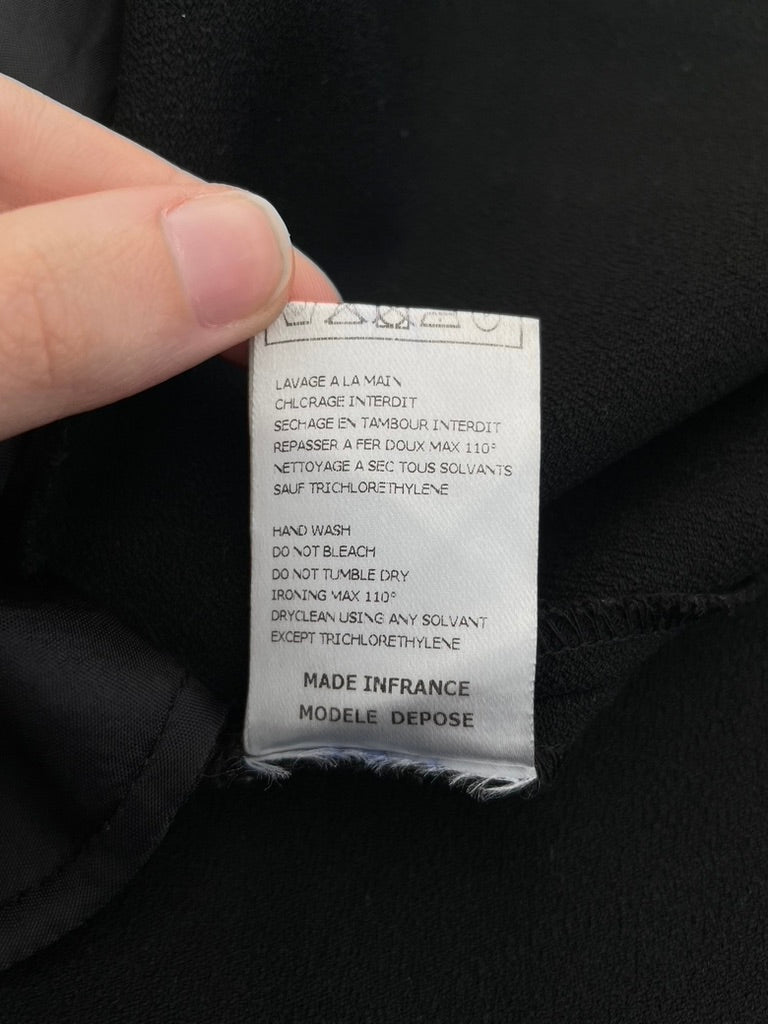 LAVAGE A LA MAIN
CHLCRAGE INTERDIT
SECHAGE EN TAMBOUR INTERDIT
REPASSER A FER DOUX MAX 110°
NETTOYAGE A SEC TOUS SOLVANTS
SAUF TRICHLORETHYLENE
HAND WASH
DO NOT BLEACH
DO NOT TUMBLE DRY
IRONING MAX 110°
DRYCLEAN USING ANY SOLVANT
EXCEPT TRICHLORETHYLENE
MADE INFRANCE
MODELE DEPOSE